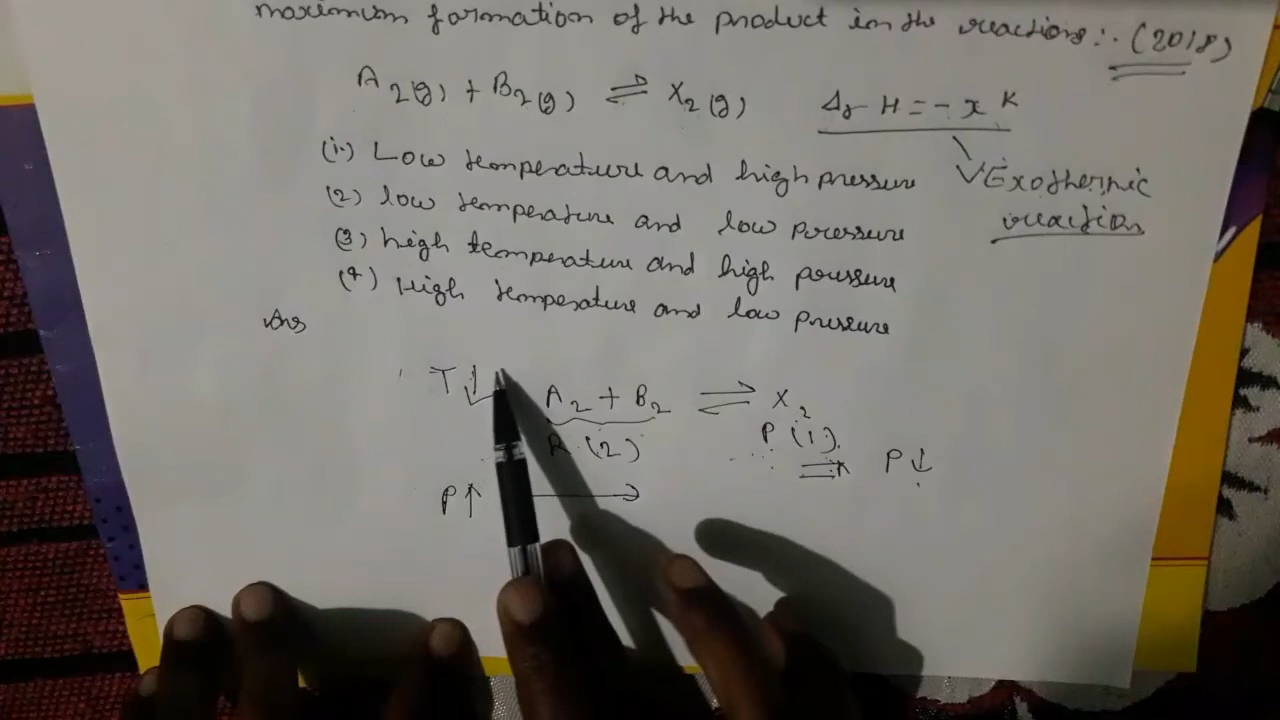 maximum formation of the product in the reactions:. (2018)
A2(g) + B2(g) ⇌ X2(g) Δr H = - x K
(1.) Low temperature and high pressure
Exothermic
reaction
(2) low temperature and low pressure
(3) high temperature and high pressure
(4) High temperature and low pressure
Ans
T↓ A2 + B2 ⇌ X2
R (2) P (1)
P↓
P↑ →